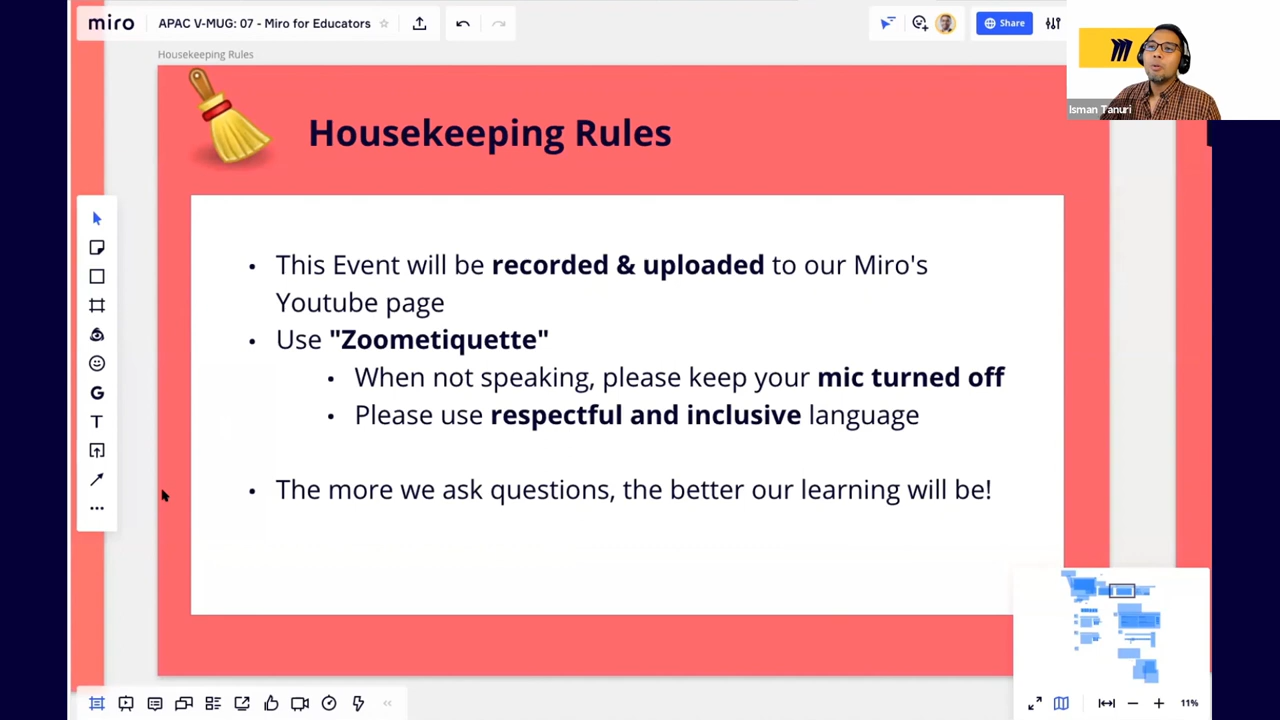 miro
APAC V-MUG: 07 - Miro for Educators
Share
Isman Tanuri
Housekeeping Rules
Housekeeping Rules
• This Event will be recorded & uploaded to our Miro's
Youtube page
• Use "Zoometiquette"
• When not speaking, please keep your mic turned off
• Please use respectful and inclusive language
• The more we ask questions, the better our learning will be!
11%